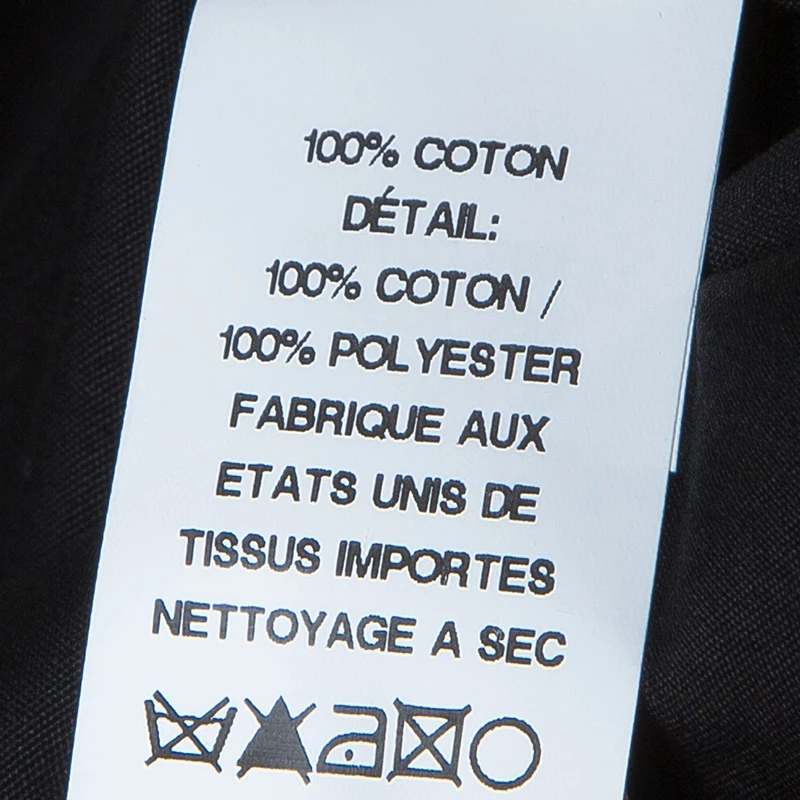 100% COTON
DÉTAIL:
100% COTON /
100% POLYESTER
FABRIQUE AUX
ETATS UNIS DE
TISSUS IMPORTES
NETTOYAGE A SEC